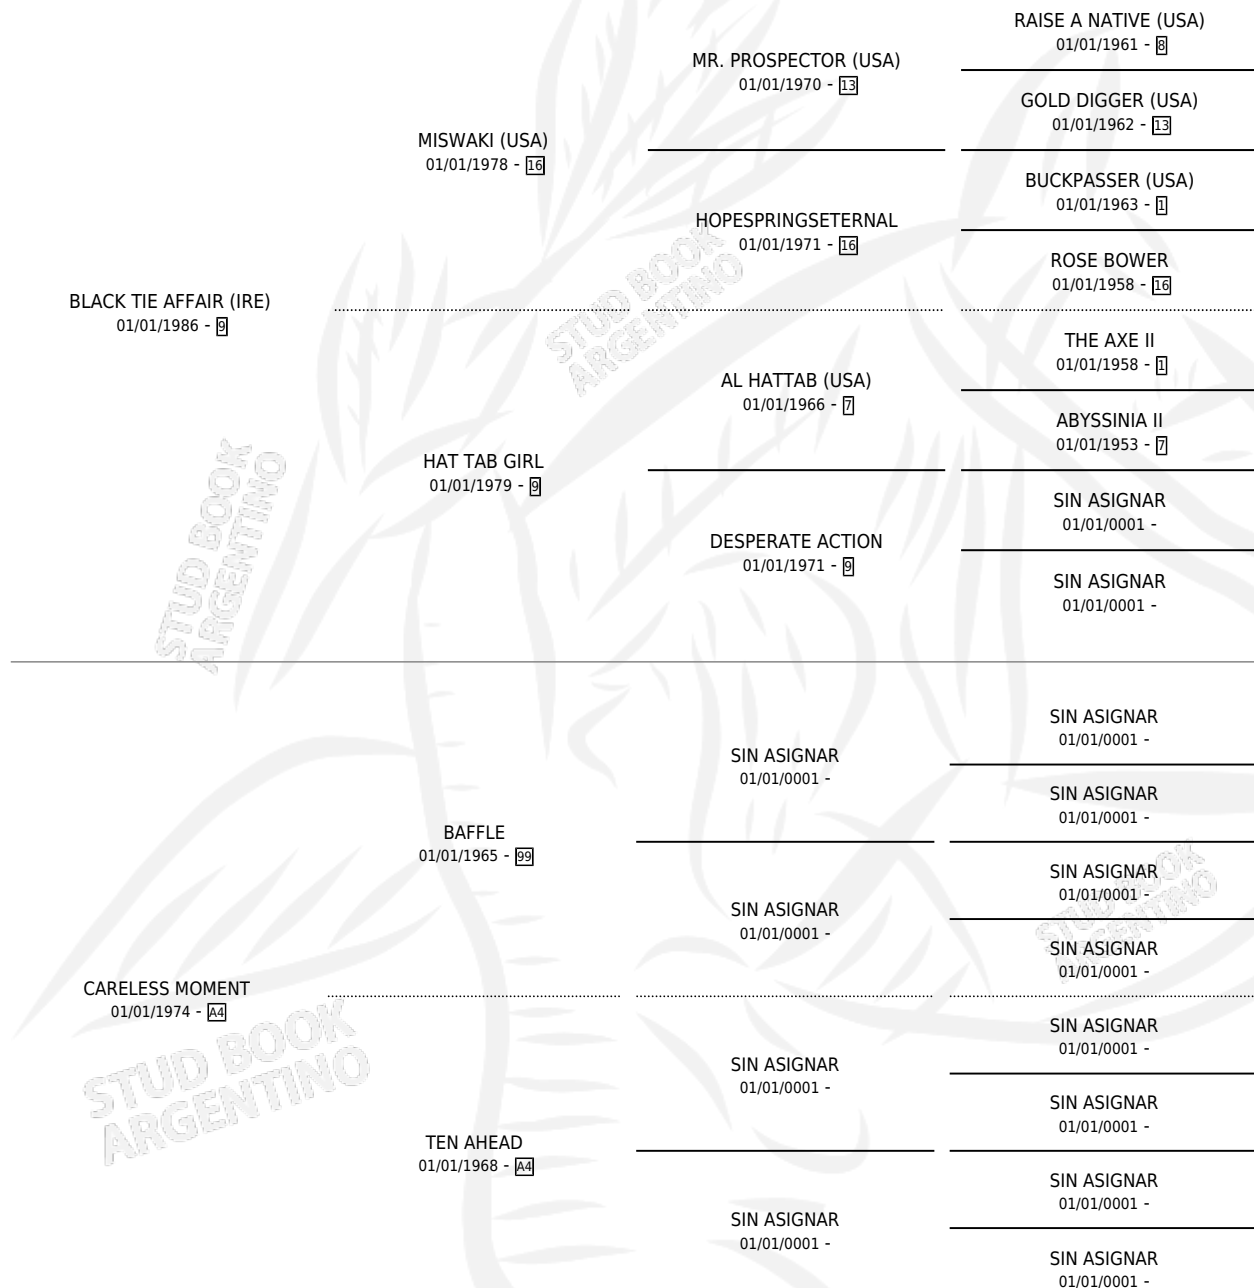 RAISE A NATIVE (USA)
01/01/1961 - 8
MR. PROSPECTOR (USA)
01/01/1970 - 13
GOLD DIGGER (USA)
01/01/1962 - 13
MISWAKI (USA)
01/01/1978 - 16
BUCKPASSER (USA)
01/01/1963 - 1
HOPESPRINGSETERNAL
01/01/1971 - 16
ROSE BOWER
01/01/1958 - 16
BLACK TIE AFFAIR (IRE)
01/01/1986 - 9
THE AXE II
01/01/1958 - 1
AL HATTAB (USA)
01/01/1966 - 7
ABYSSINIA II
01/01/1953 - 7
HAT TAB GIRL
01/01/1979 - 9
SIN ASIGNAR
01/01/0001 -
DESPERATE ACTION
01/01/1971 - 9
SIN ASIGNAR
01/01/0001 -
SIN ASIGNAR
01/01/0001 -
SIN ASIGNAR
01/01/0001 -
SIN ASIGNAR
01/01/0001 -
BAFFLE
01/01/1965 - 99
SIN ASIGNAR
01/01/0001 -
SIN ASIGNAR
01/01/0001 -
SIN ASIGNAR
01/01/0001 -
CARELESS MOMENT
01/01/1974 - A4
SIN ASIGNAR
01/01/0001 -
SIN ASIGNAR
01/01/0001 -
SIN ASIGNAR
01/01/0001 -
TEN AHEAD
01/01/1968 - A4
SIN ASIGNAR
01/01/0001 -
SIN ASIGNAR
01/01/0001 -
SIN ASIGNAR
01/01/0001 -
STUD BOOK
ARGENTINO
STUD BOOK
ARGENTINO
STUD BOOK
ARGENTINO
STUD BOOK
ARGENTINO